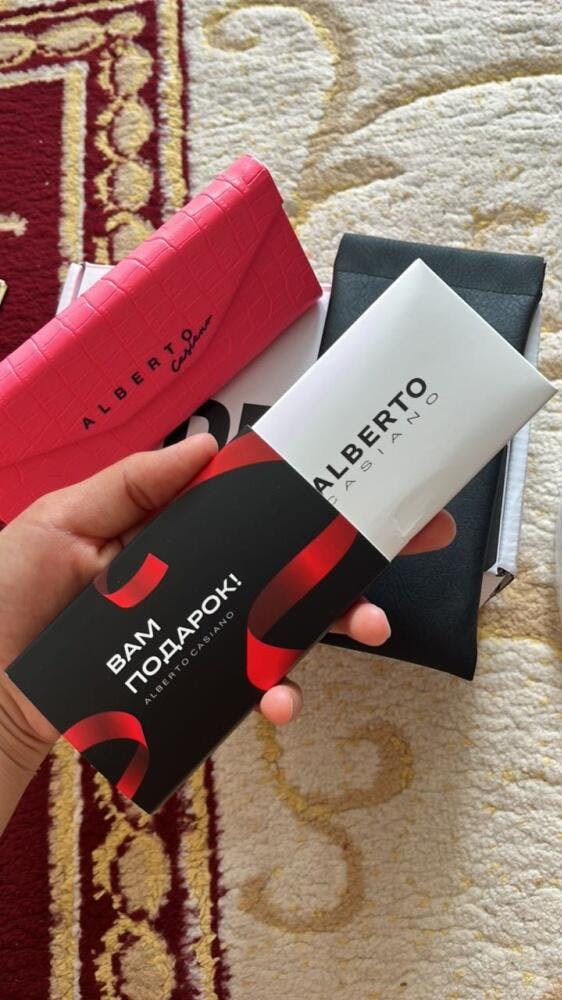 ALBERTO
Casiano
ALBERTO
CASIANO
ВАМ
ПОДАРОК!
ALBERTO CASIANO